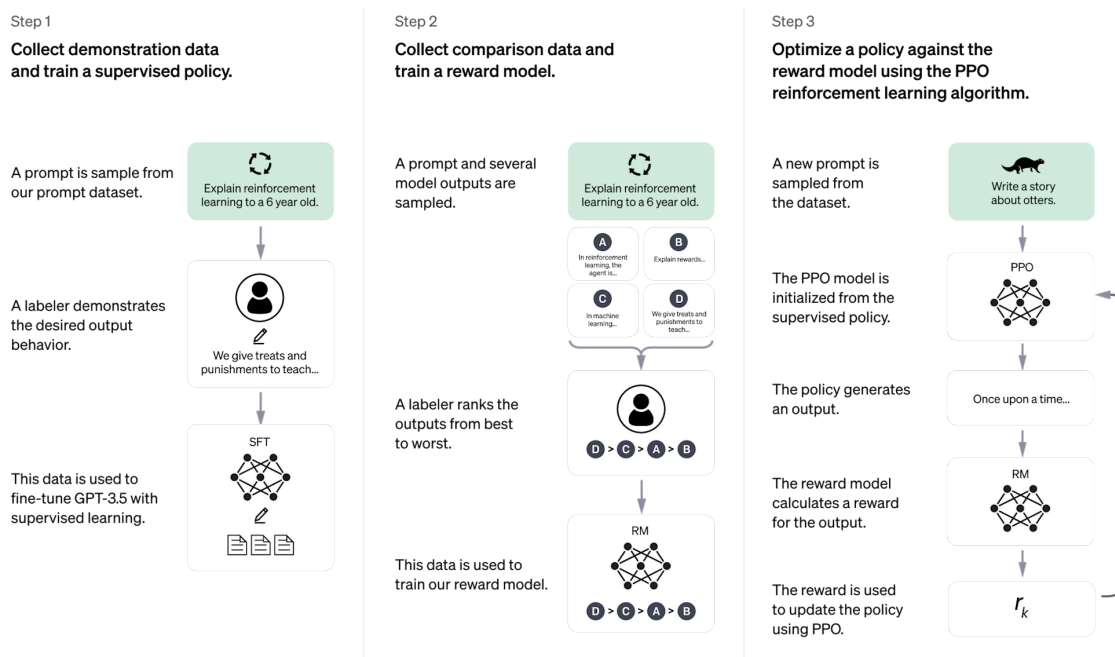 Step 1
Collect demonstration data
and train a supervised policy.
A prompt is sample from
our prompt dataset.
Explain reinforcement
learning to a 6 year old.
A labeler demonstrates
the desired output
behavior.
We give treats and
punishments to teach...
This data is used to
fine-tune GPT-3.5 with
supervised learning.
SFT
Step 2
Collect comparison data and
train a reward model.
A prompt and several
model outputs are
sampled.
Explain reinforcement
learning to a 6 year old.
A
In reinforcement
learning, the
agent is...
B
Explain rewards...
C
In machine
learning...
D
We give treats and
punishments to
teach...
A labeler ranks the
outputs from best
to worst.
D > C > A > B
This data is used to
train our reward model.
RM
D > C > A > B
Step 3
Optimize a policy against the
reward model using the PPO
reinforcement learning algorithm.
A new prompt is
sampled from
the dataset.
Write a story
about otters.
The PPO model is
initialized from the
supervised policy.
PPO
The policy generates
an output.
Once upon a time...
The reward model
calculates a reward
for the output.
RM
The reward is used
to update the policy
using PPO.
rk